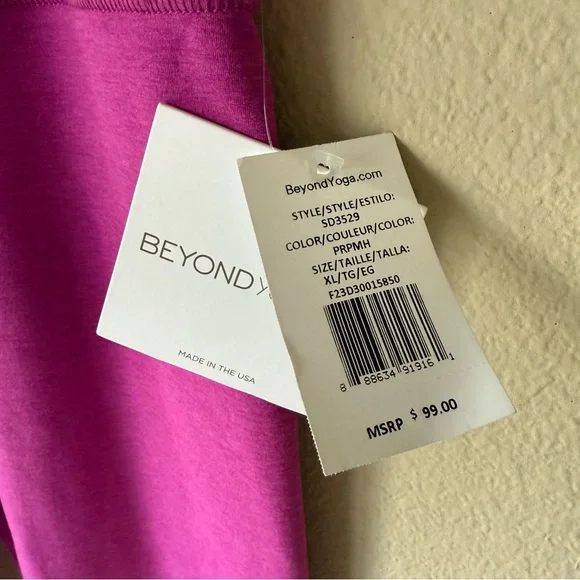 BEYOND
MADE IN THE USA
BeyondYoga.com
STYLE/STYLE/ESTILO:
SD3529
COLOR/COULEUR/COLOR:
PRPMH
SIZE/TAILLE/TALLA:
XL/TG/EG
F23D30015850
8 88634 91916 1
MSRP $ 99.00